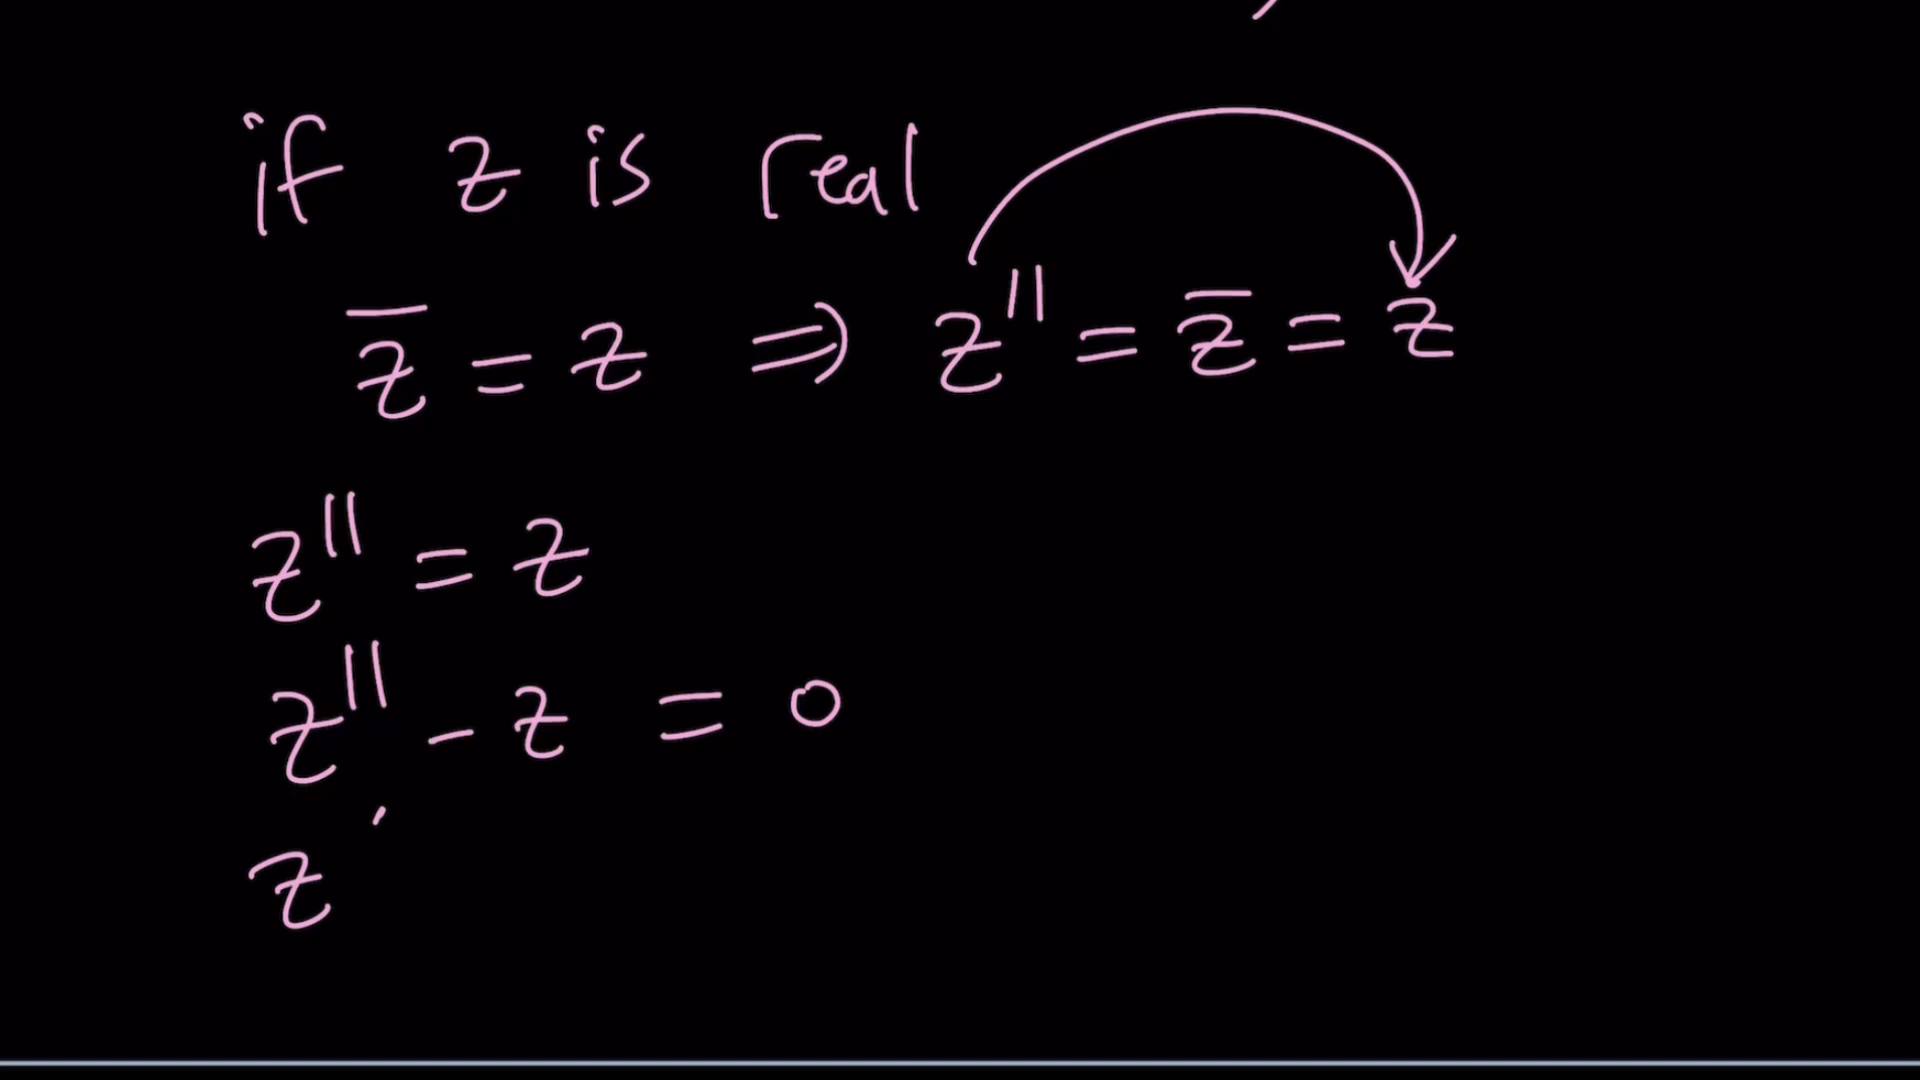 if z is real
z̅ = z ⇒ z¹¹ = z̅ = z
z¹¹ = z
z¹¹ - z = 0
z